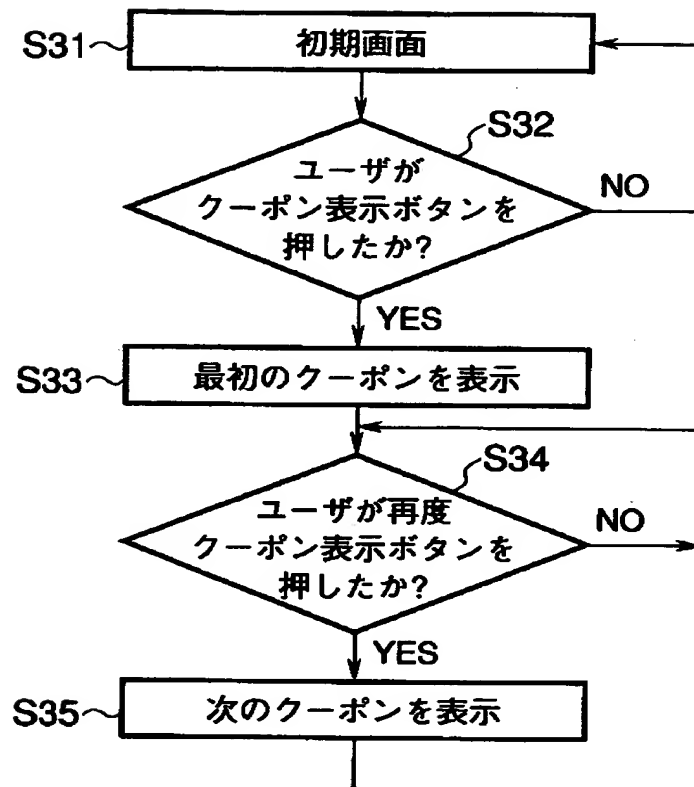 S31
初期画面
S32
ユーザが
クーポン表示ボタンを
押したか?
NO
YES
S33
最初のクーポンを表示
S34
ユーザが再度
クーポン表示ボタンを
押したか?
NO
YES
S35
次のクーポンを表示